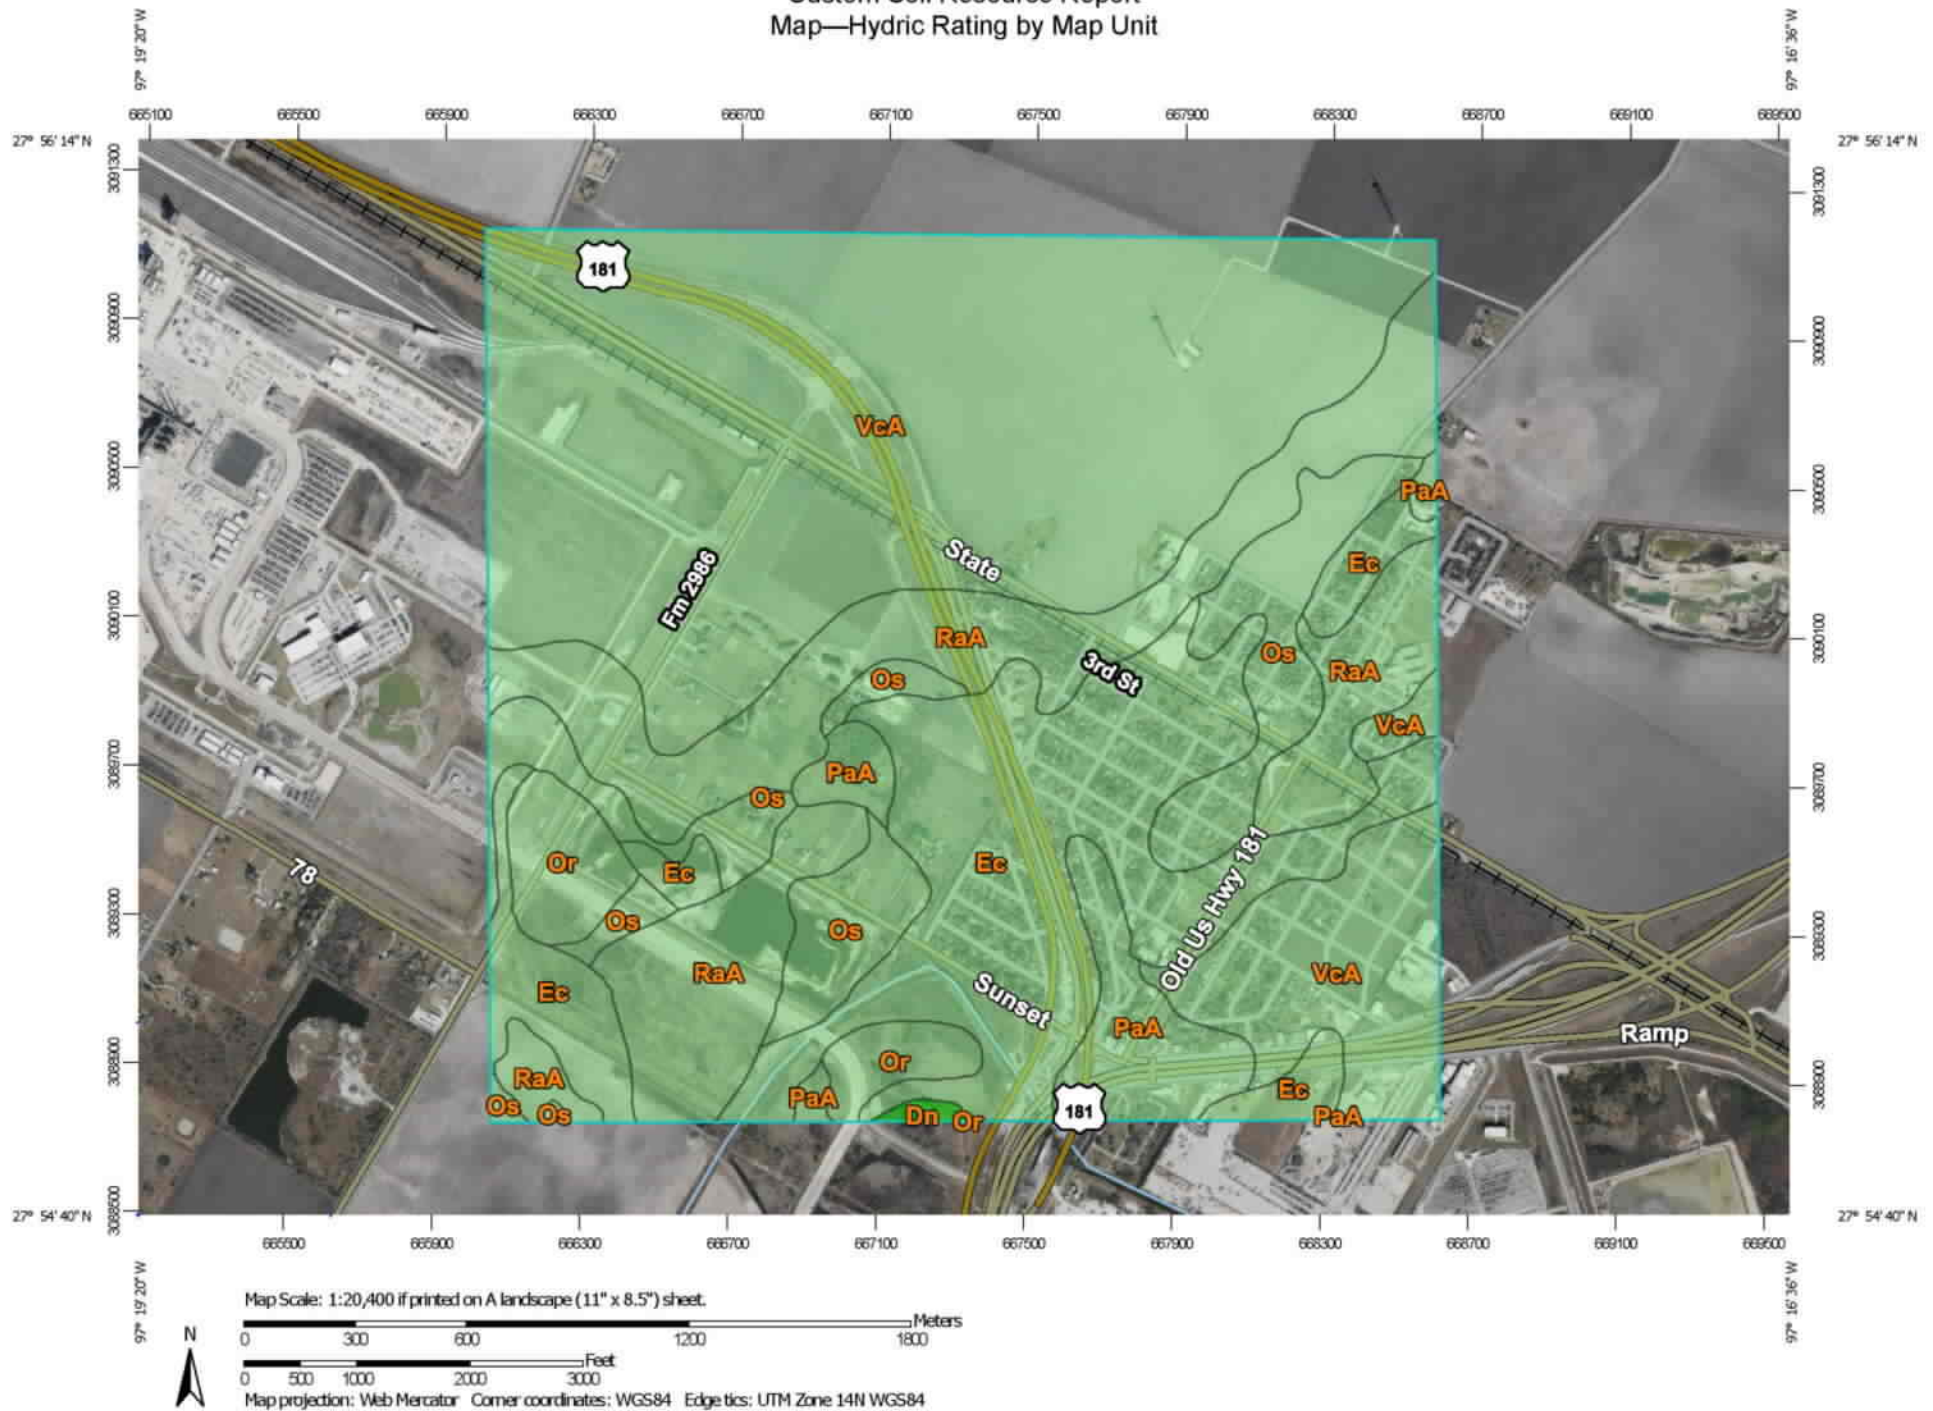 Map—Hydric Rating by Map Unit
97° 19' 20" W
97° 16' 36" W
665100 665500 665900 666300 666700 667100 667500 667900 668300 668700 669100 669500
27° 56' 14" N
27° 56' 14" N
3091300
3091300
181
3090900
3090900
VcA
3090500
PaA
3090500
State
Ec
Fm 2986
3090100
RaA
3090100
Os
3rd St
Os
RaA
VcA
3089700
PaA
3089700
Os
Or
Ec
Ec
78
Old Us Hwy 181
3089300
Os
Os
3089300
RaA
VcA
Ec
Sunset
PaA
Ramp
3088900
Or
3088900
RaA
PaA
Ec
Os
Os
Dn
Or
181
PaA
3088500
27° 54' 40" N
27° 54' 40" N
665500 665900 666300 666700 667100 667500 667900 668300 668700 669100 669500
97° 19' 20" W
97° 16' 36" W
Map Scale: 1:20,400 if printed on A landscape (11" x 8.5") sheet.
N
Meters
0 300 600 1200 1800
Feet
0 500 1000 2000 3000
Map projection: Web Mercator Corner coordinates: WGS84 Edge tics: UTM Zone 14N WGS84